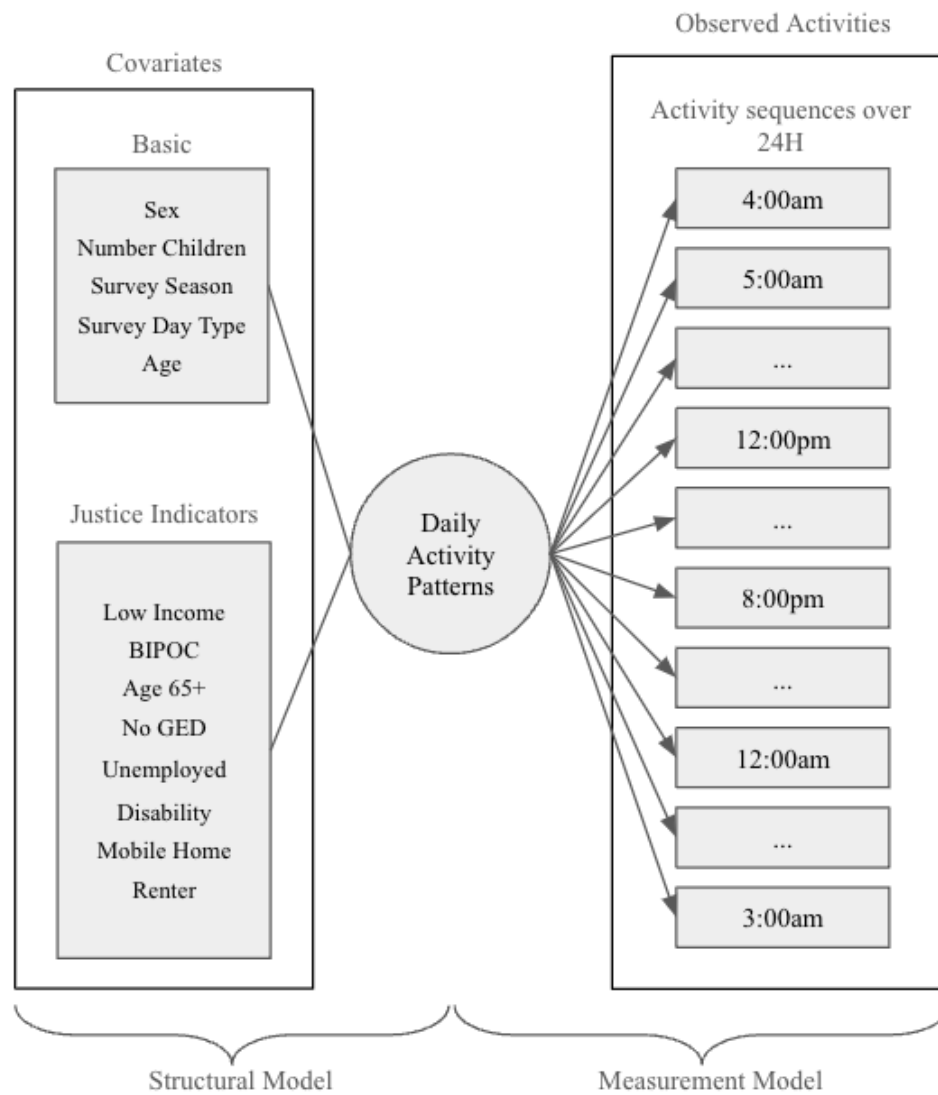 Covariates
Basic
Sex
Number Children
Survey Season
Survey Day Type
Age
Justice Indicators
Low Income
BIPOC
Age 65+
No GED
Unemployed
Disability
Mobile Home
Renter
Daily
Activity
Patterns
Observed Activities
Activity sequences over
24H
4:00am
5:00am
...
12:00pm
...
8:00pm
...
12:00am
...
3:00am
Structural Model
Measurement Model